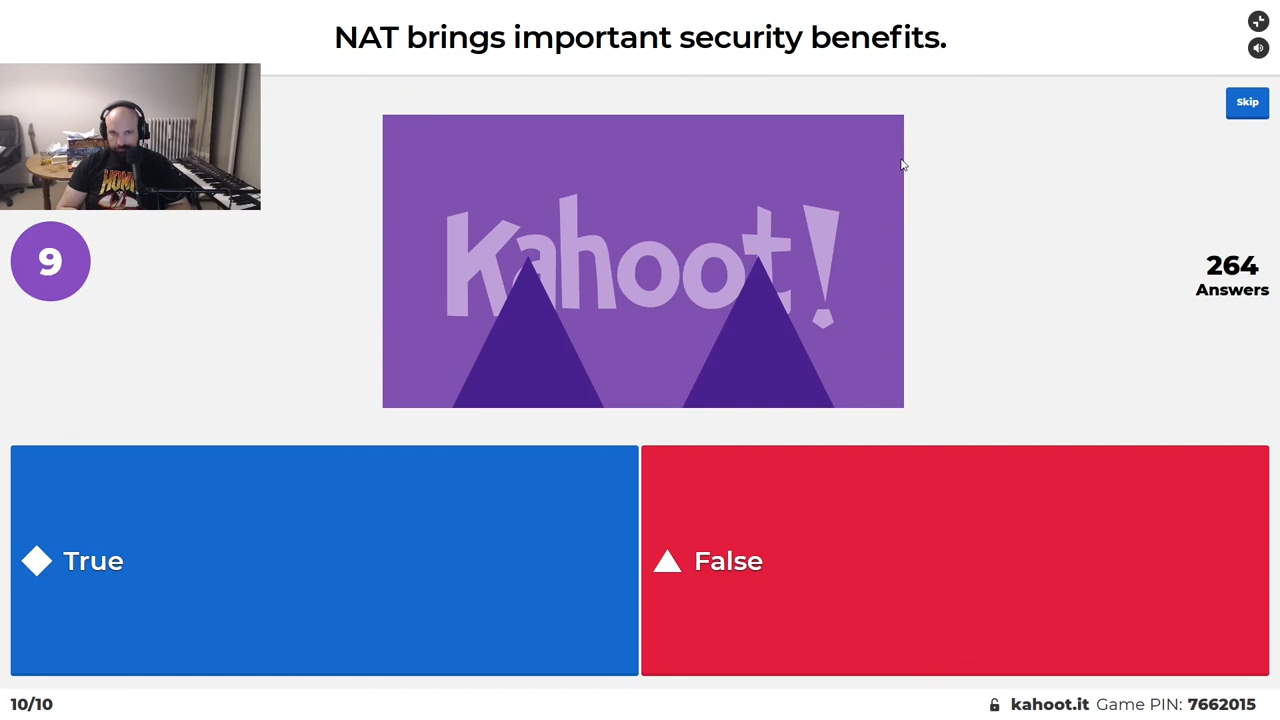 NAT brings important security benefits.
Skip
9
Kahoot!
264
Answers
True
False
10/10
kahoot.it Game PIN: 7662015